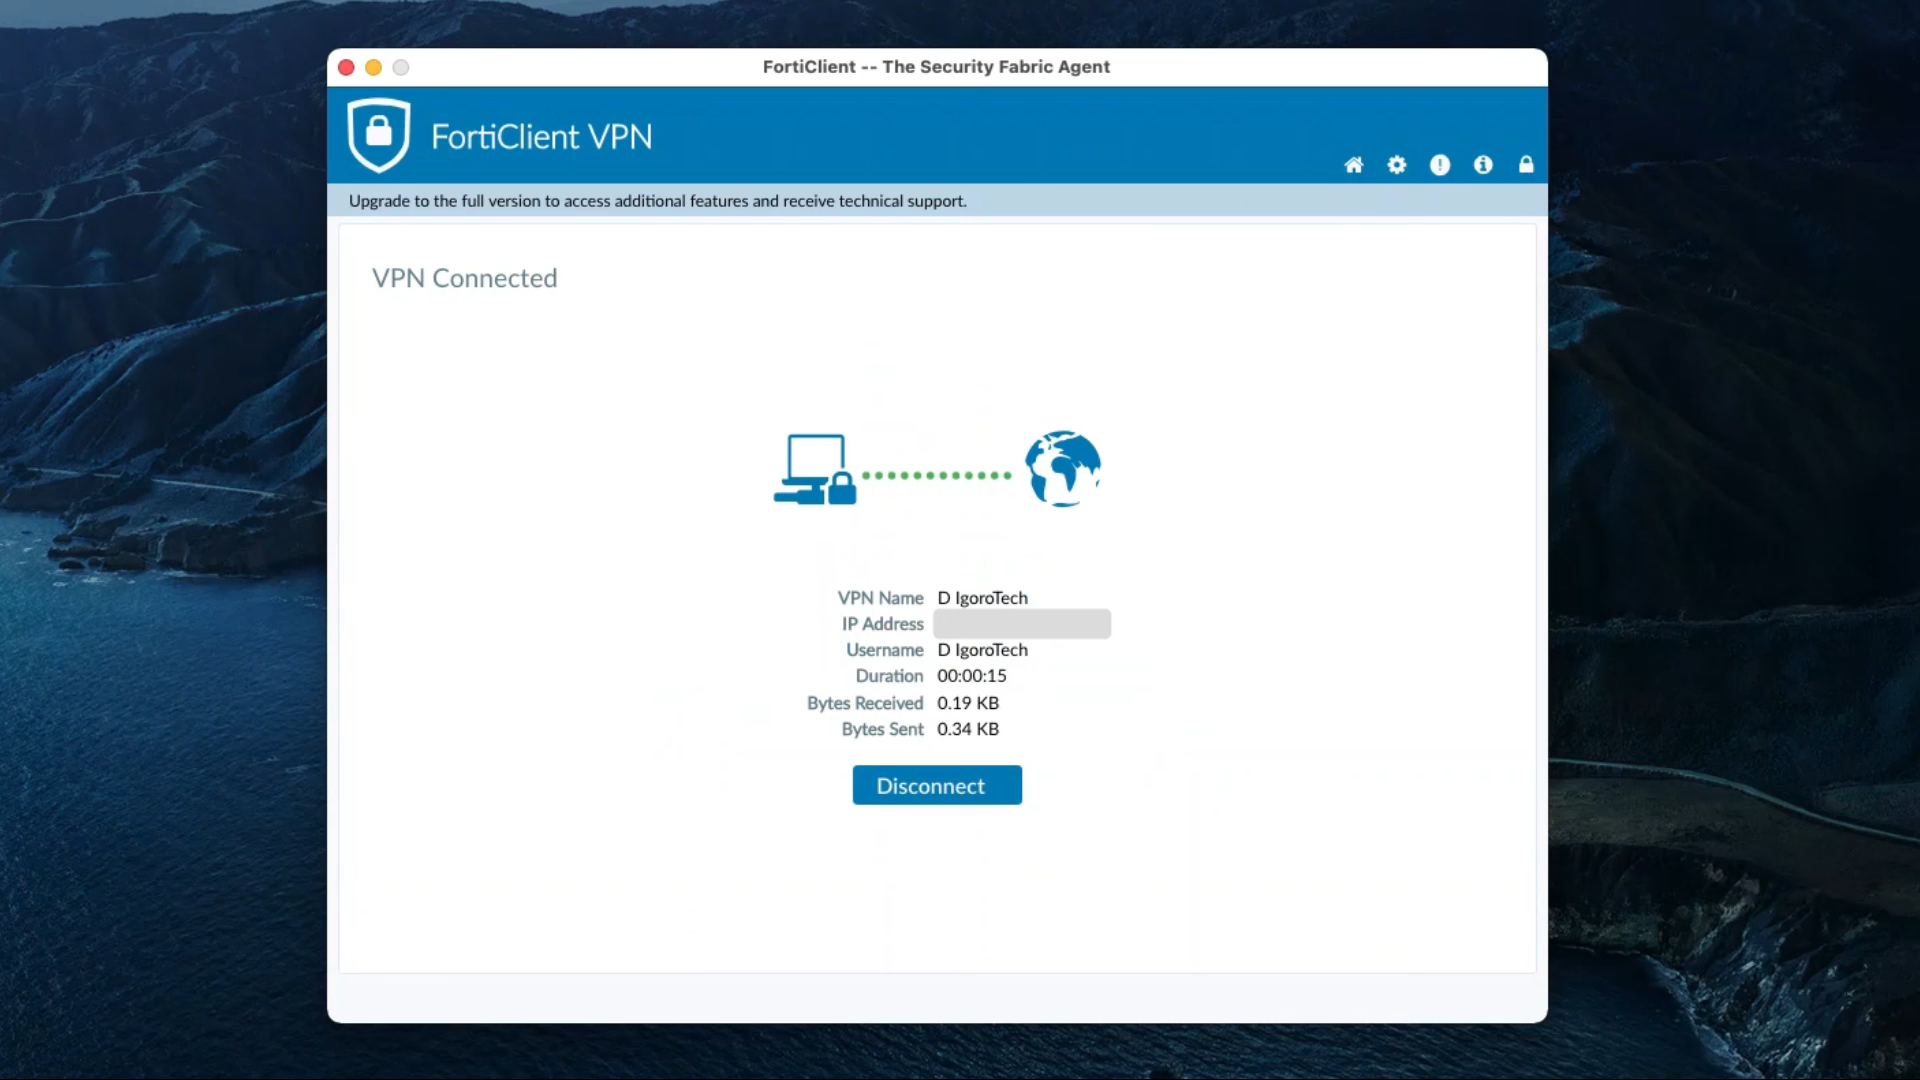 FortiClient -- The Security Fabric Agent
FortiClient VPN
Upgrade to the full version to access additional features and receive technical support.
VPN Connected
VPN Name D IgoroTech
IP Address
Username D IgoroTech
Duration 00:00:15
Bytes Received 0.19 KB
Bytes Sent 0.34 KB
Disconnect